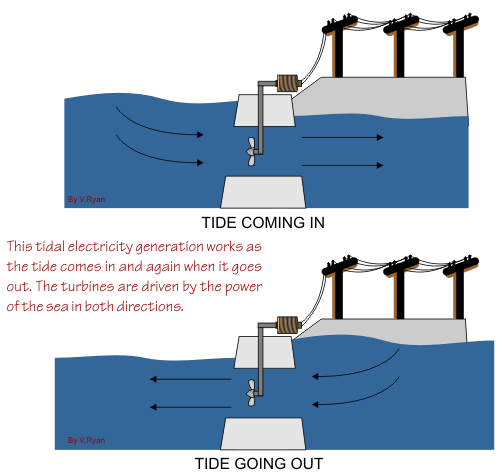 By V.Ryan
TIDE COMING IN
This tidal electricity generation works as
the tide comes in and again when it goes
out. The turbines are driven by the power
of the sea in both directions.
By V.Ryan
TIDE GOING OUT